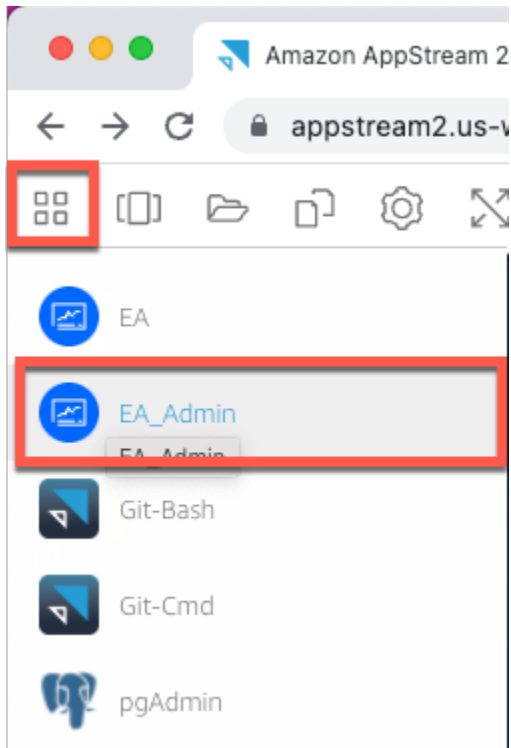 Amazon AppStream 2
appstream2.us-w
EA
EA_Admin
EA_Admin
Git-Bash
Git-Cmd
pgAdmin